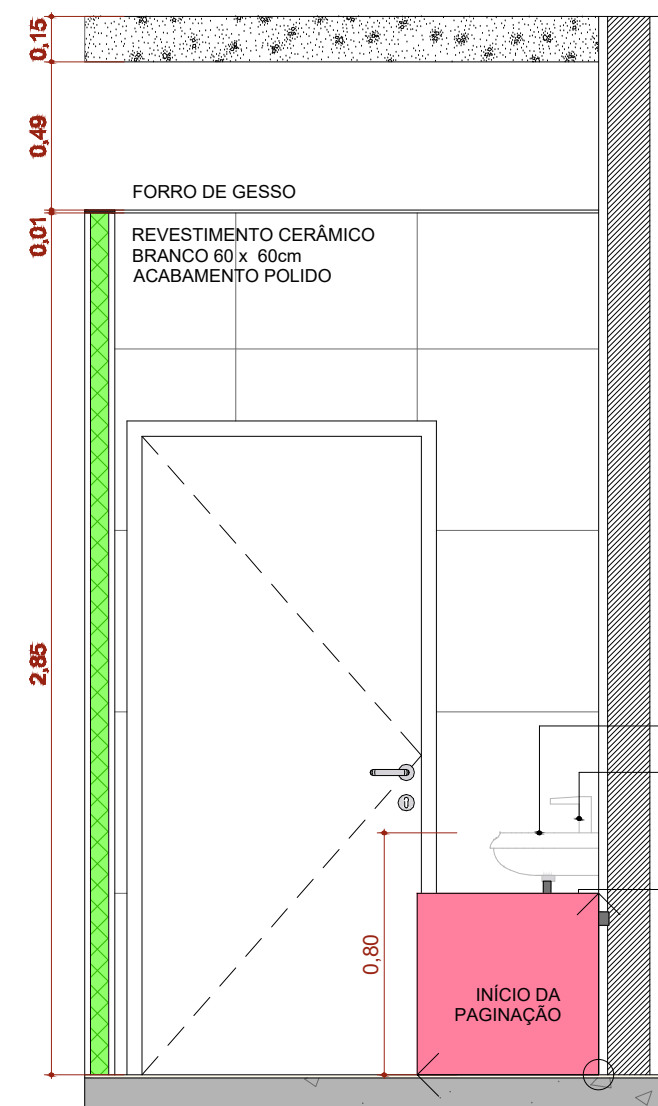 0,15
0,49
FORRO DE GESSO
0,01
REVESTIMENTO CERÂMICO
BRANCO 60 x 60cm
ACABAMENTO POLIDO
2,85
0,80
INÍCIO DA
PAGINAÇÃO